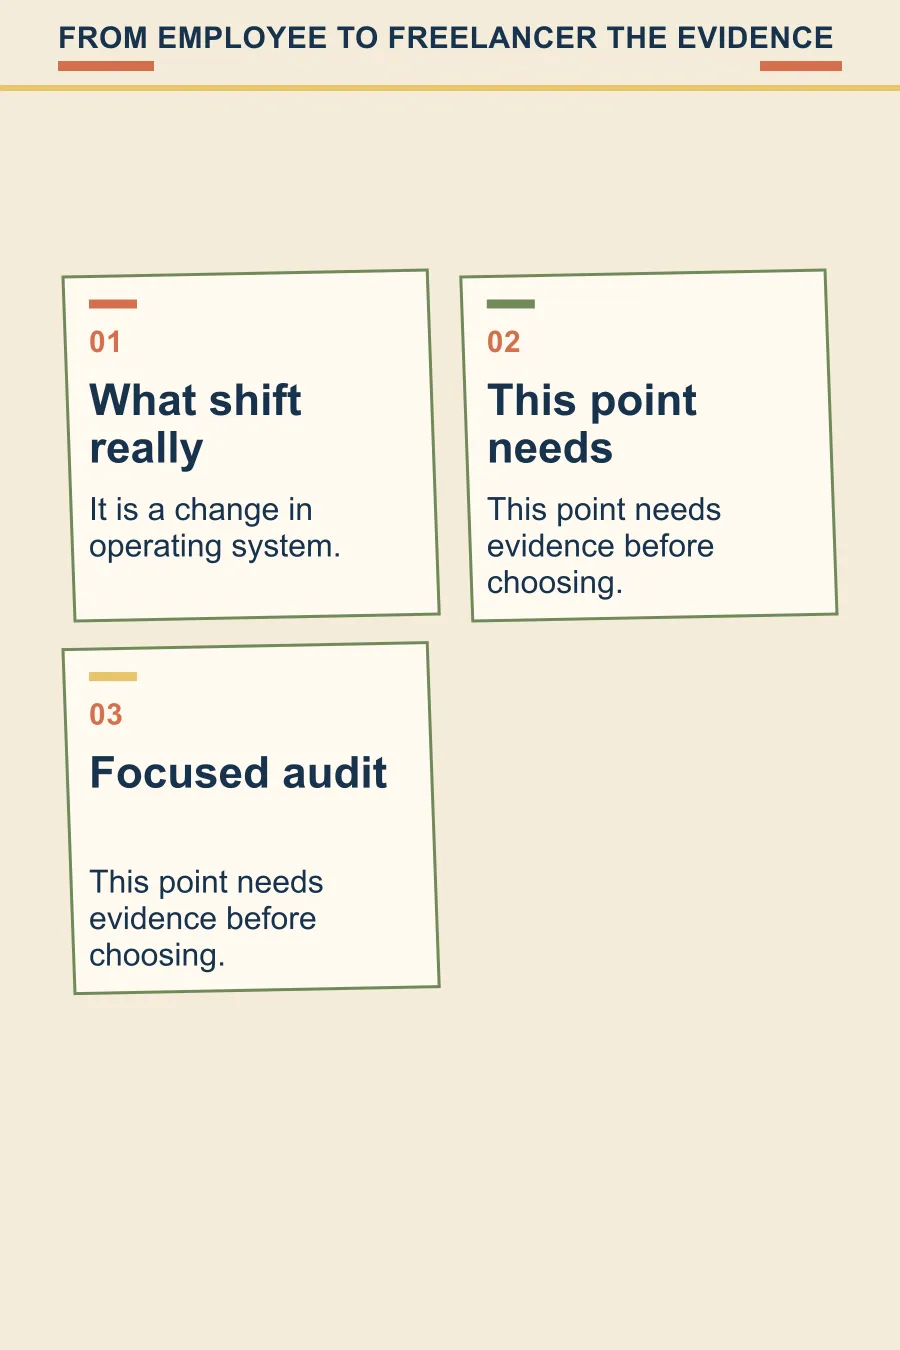 FROM EMPLOYEE TO FREELANCER THE EVIDENCE
01
What shift
really
It is a change in
operating system.
02
This point
needs
This point needs
evidence before
choosing.
03
Focused audit
This point needs
evidence before
choosing.